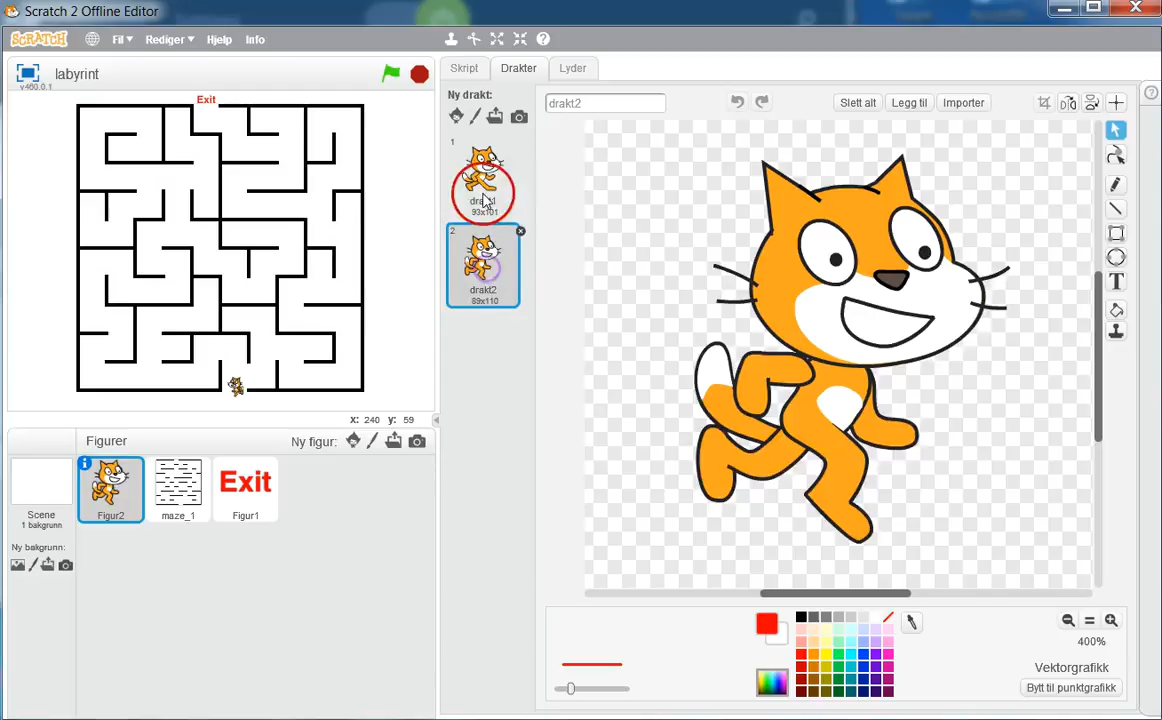 Scratch 2 Offline Editor
SCRATCH Fil Rediger Hjelp Info
labyrint
v460.0.1
Exit
x: 240 y: 59
Figurer
Ny figur:
Scene
1 bakgrunn
Ny bakgrunn:
Figur2
maze_1
Exit
Figur1
Skript
Drakter
Lyder
Ny drakt:
1
93x101
2
drakt2
89x110
drakt2
Slett alt
Legg til
Importer
T
400%
Vektorgrafikk
Bytt til punktgrafikk